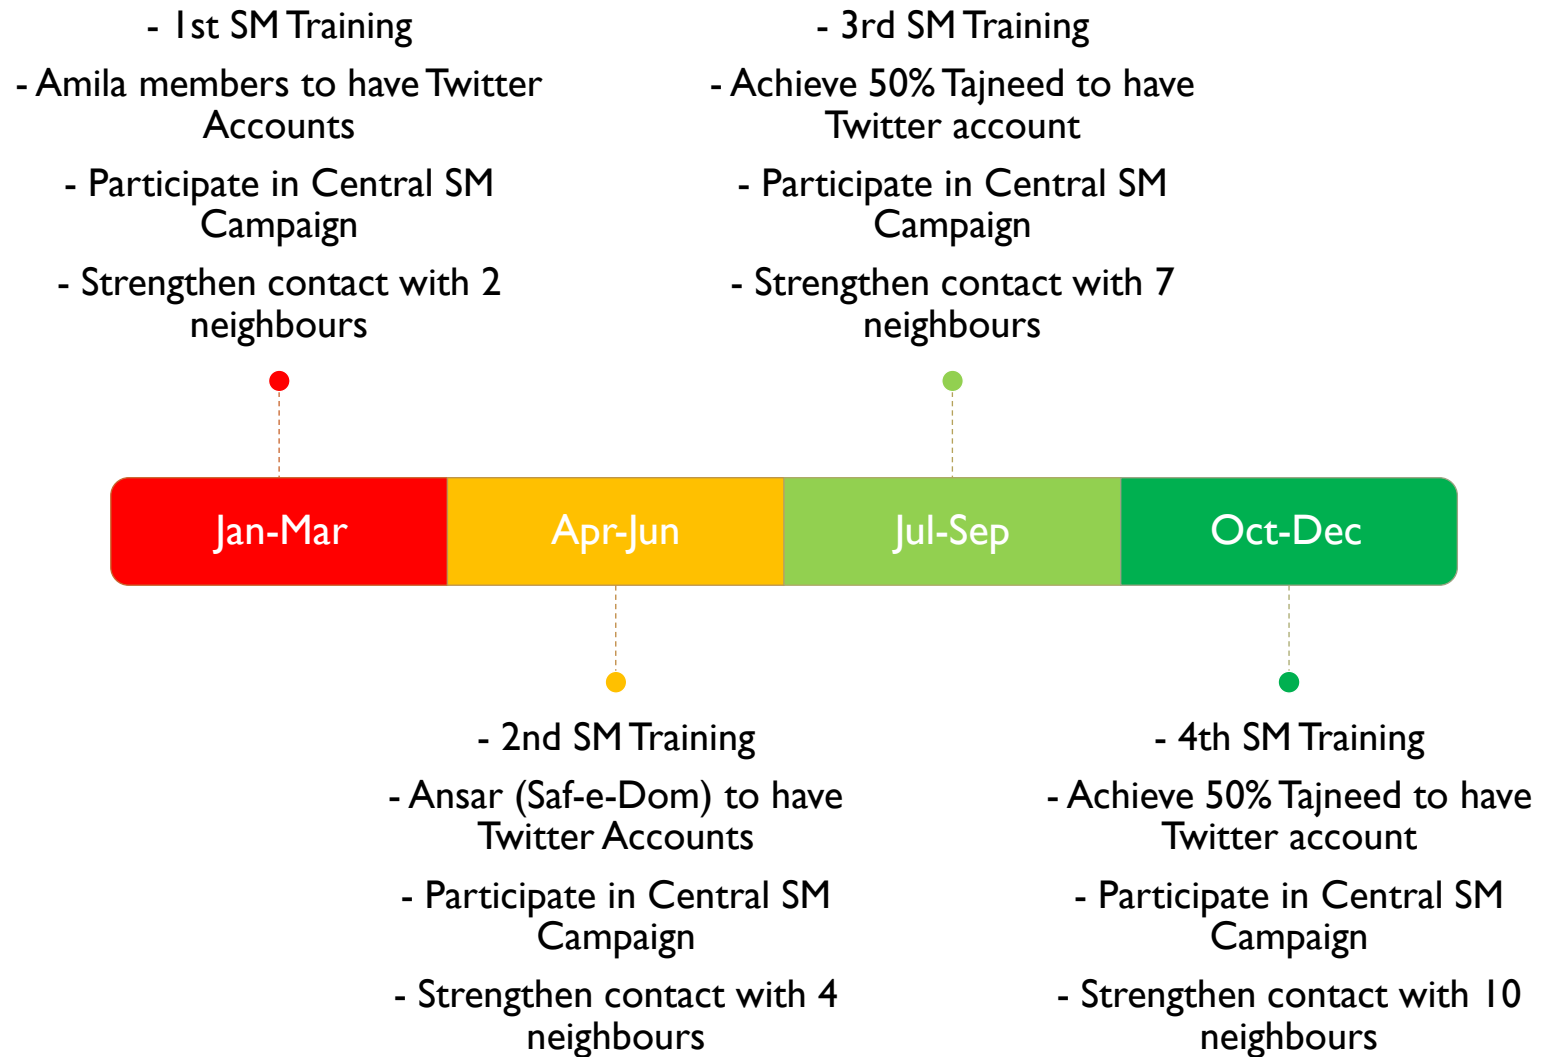 - 1st SM Training
- Amila members to have Twitter
Accounts
- Participate in Central SM
Campaign
- Strengthen contact with 2
neighbours
- 3rd SM Training
- Achieve 50% Tajneed to have
Twitter account
- Participate in Central SM
Campaign
- Strengthen contact with 7
neighbours
Jan-Mar
Apr-Jun
Jul-Sep
Oct-Dec
- 2nd SM Training
- Ansar (Saf-e-Dom) to have
Twitter Accounts
- Participate in Central SM
Campaign
- Strengthen contact with 4
neighbours
- 4th SM Training
- Achieve 50% Tajneed to have
Twitter account
- Participate in Central SM
Campaign
- Strengthen contact with 10
neighbours